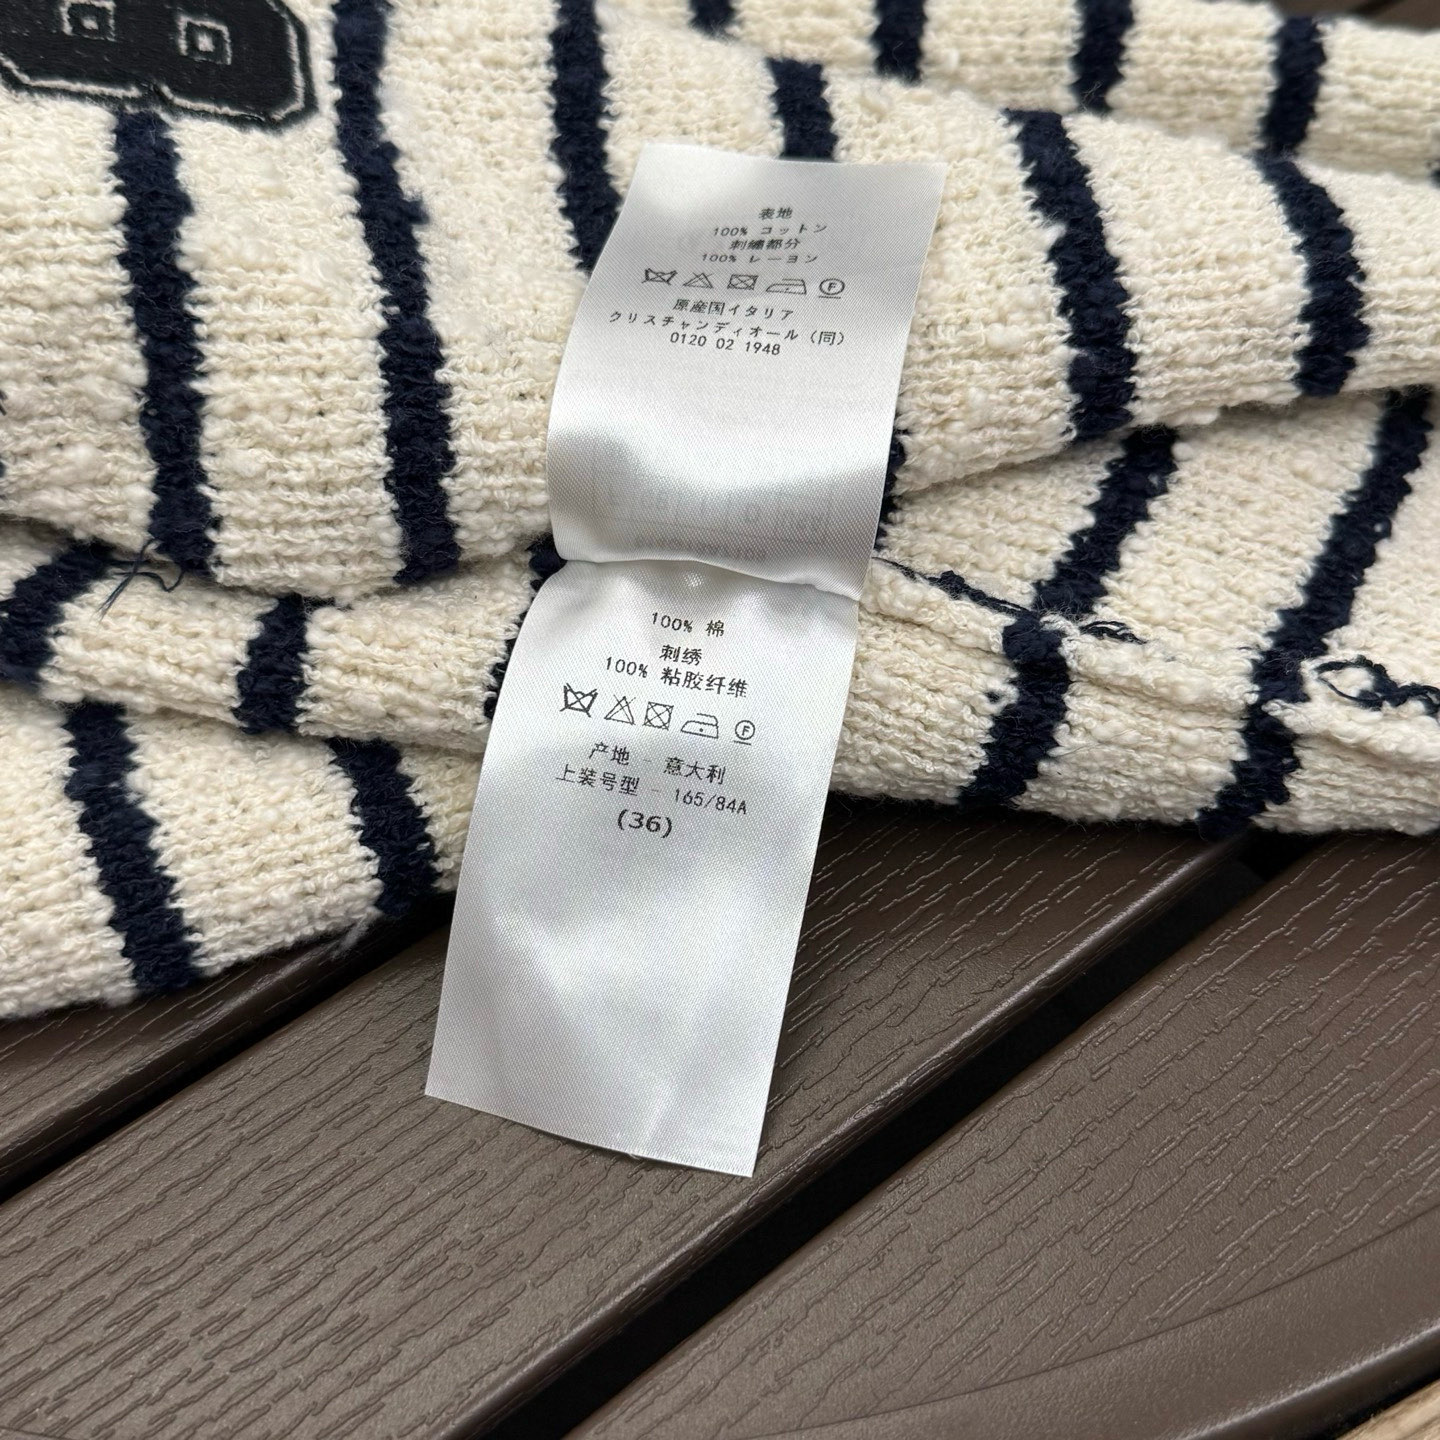 表地
100% コットン
刺繍部分
100% レーヨン
F
原産国イタリア
クリスチャンディオール (同)
0120 02 1948
100% 棉
刺绣
100% 粘胶纤维
F
产地 - 意大利
上装号型 - 165/84A
(36)